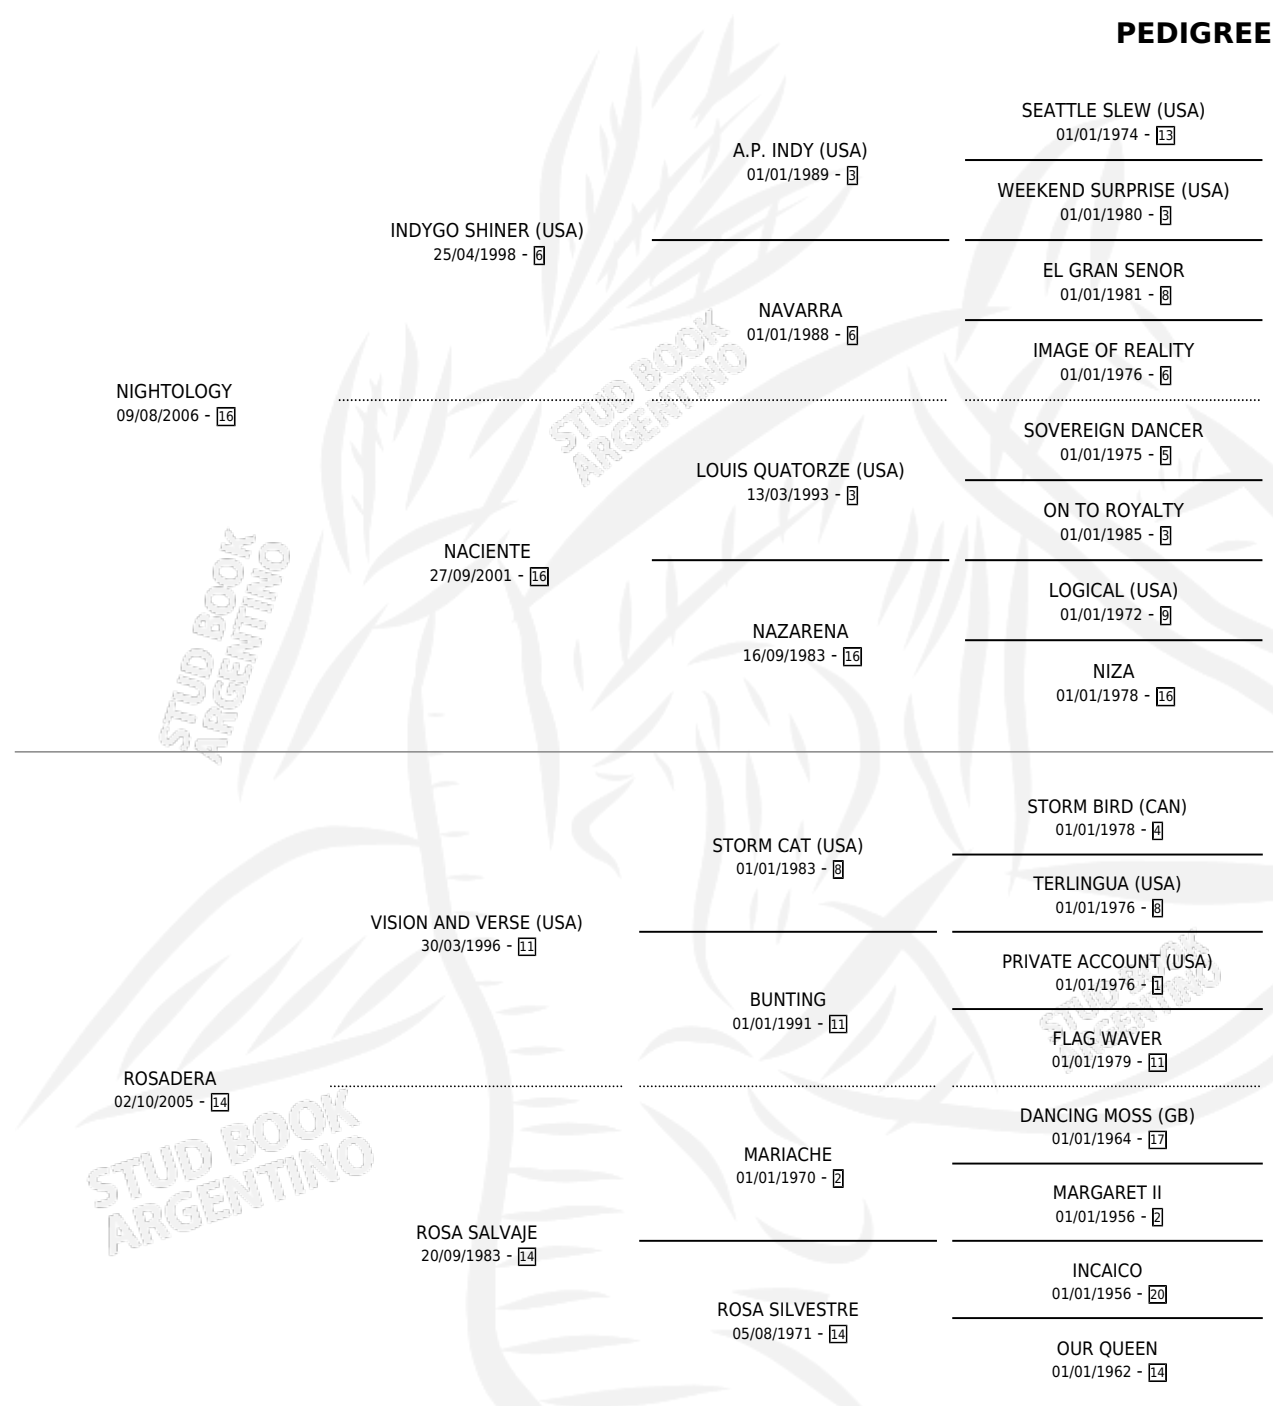 PEDIGREE
SEATTLE SLEW (USA)
01/01/1974 - 13
A.P. INDY (USA)
01/01/1989 - 3
WEEKEND SURPRISE (USA)
01/01/1980 - 3
INDYGO SHINER (USA)
25/04/1998 - 6
EL GRAN SENOR
01/01/1981 - 8
NAVARRA
01/01/1988 - 6
IMAGE OF REALITY
01/01/1976 - 6
NIGHTOLOGY
09/08/2006 - 16
SOVEREIGN DANCER
01/01/1975 - 5
LOUIS QUATORZE (USA)
13/03/1993 - 3
ON TO ROYALTY
01/01/1985 - 3
NACIENTE
27/09/2001 - 16
LOGICAL (USA)
01/01/1972 - 9
NAZARENA
16/09/1983 - 16
NIZA
01/01/1978 - 16
STORM BIRD (CAN)
01/01/1978 - 4
STORM CAT (USA)
01/01/1983 - 8
TERLINGUA (USA)
01/01/1976 - 8
VISION AND VERSE (USA)
30/03/1996 - 11
PRIVATE ACCOUNT (USA)
01/01/1976 - 1
BUNTING
01/01/1991 - 11
FLAG WAVER
01/01/1979 - 11
ROSADERA
02/10/2005 - 14
DANCING MOSS (GB)
01/01/1964 - 17
MARIACHE
01/01/1970 - 2
MARGARET II
01/01/1956 - 2
ROSA SALVAJE
20/09/1983 - 14
INCAICO
01/01/1956 - 20
ROSA SILVESTRE
05/08/1971 - 14
OUR QUEEN
01/01/1962 - 14
STUD BOOK
ARGENTINO
STUD BOOK
ARGENTINO
STUD BOOK
ARGENTINO
STUD BOOK
ARGENTINO